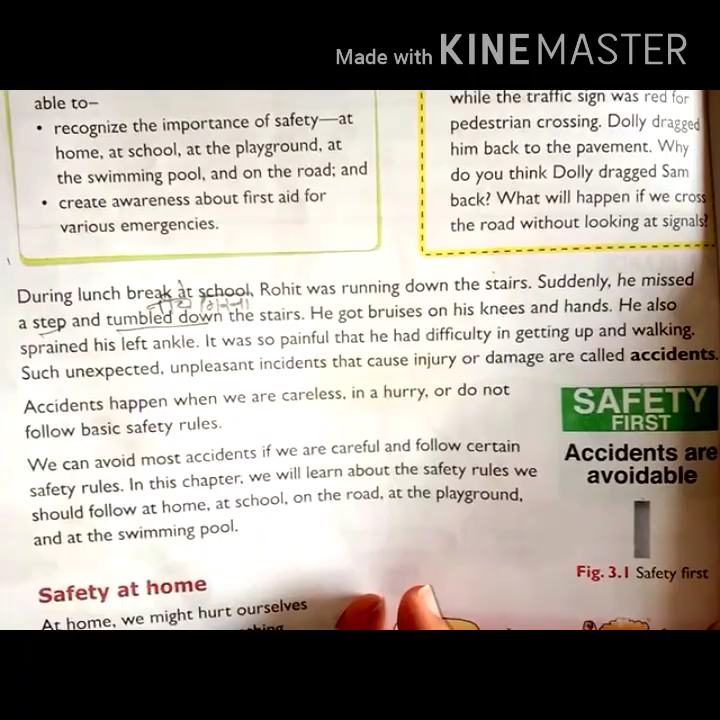 Made with KINEMASTER
able to—
• recognize the importance of safety—at
home, at school, at the playground, at
the swimming pool, and on the road; and
• create awareness about first aid for
various emergencies.
while the traffic sign was red for
pedestrian crossing. Dolly dragged
him back to the pavement. Why
do you think Dolly dragged Sam
back? What will happen if we cross
the road without looking at signals?
During lunch break at school, Rohit was running down the stairs. Suddenly, he missed
a step and tumbled down the stairs. He got bruises on his knees and hands. He also
sprained his left ankle. It was so painful that he had difficulty in getting up and walking.
Such unexpected, unpleasant incidents that cause injury or damage are called accidents.
Accidents happen when we are careless, in a hurry, or do not
follow basic safety rules.
We can avoid most accidents if we are careful and follow certain
safety rules. In this chapter, we will learn about the safety rules we
should follow at home, at school, on the road, at the playground,
and at the swimming pool.
SAFETY
FIRST
Accidents are
avoidable
Fig. 3.1 Safety first
Safety at home
At home, we might hurt ourselves